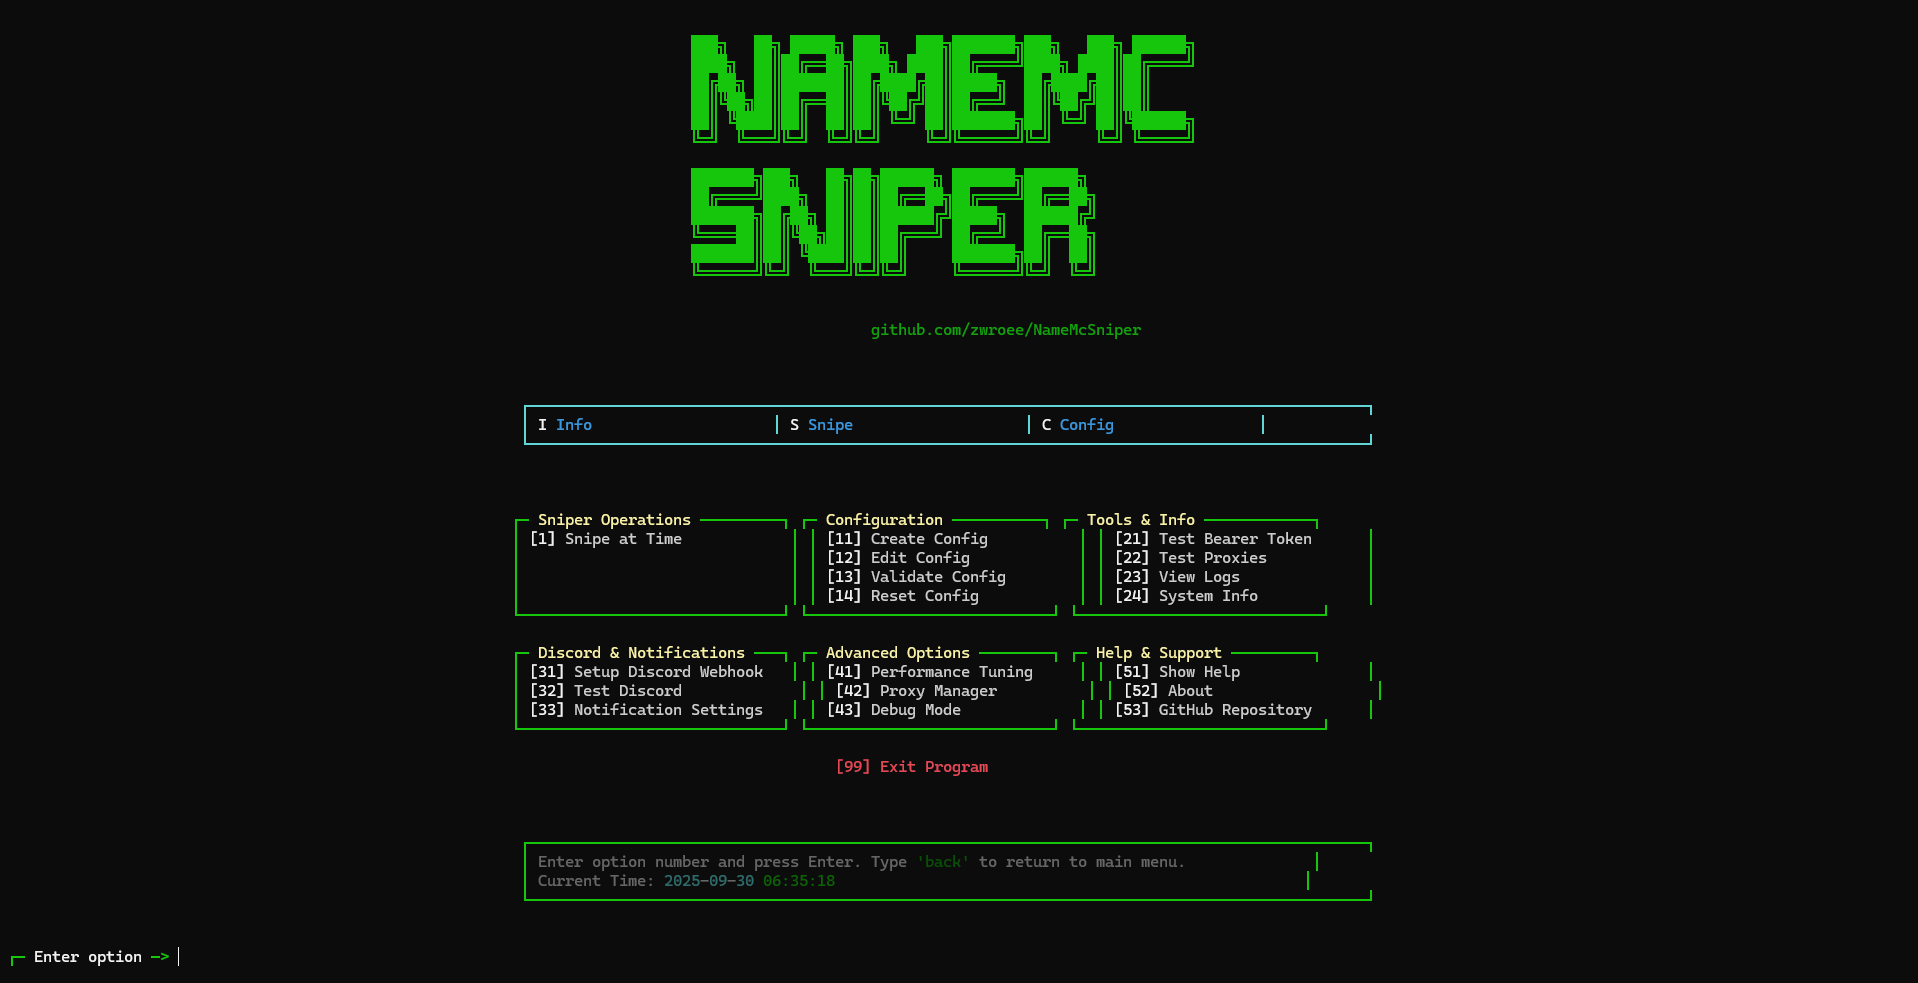 NAMEMC
SNIPER
github.com/zwroee/NameMcSniper
I Info S Snipe C Config
Sniper Operations Configuration Tools & Info
[1] Snipe at Time [11] Create Config [21] Test Bearer Token
[12] Edit Config [22] Test Proxies
[13] Validate Config [23] View Logs
[14] Reset Config [24] System Info
Discord & Notifications Advanced Options Help & Support
[31] Setup Discord Webhook [41] Performance Tuning [51] Show Help
[32] Test Discord [42] Proxy Manager [52] About
[33] Notification Settings [43] Debug Mode [53] GitHub Repository
[99] Exit Program
Enter option number and press Enter. Type 'back' to return to main menu.
Current Time: 2025-09-30 06:35:18
Enter option ->